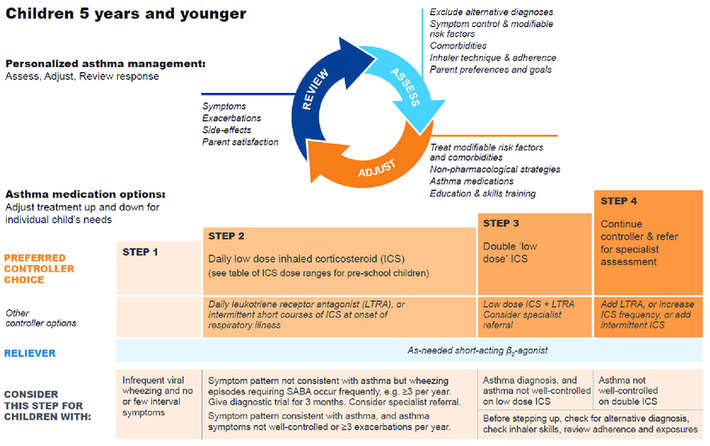 Children 5 years and younger
Personalized asthma management:
Assess, Adjust, Review response
Exclude alternative diagnoses
Symptom control & modifiable
risk factors
Comorbidities
Inhaler technique & adherence
Parent preferences and goals
REVIEW
ASSESS
ADJUST
Symptoms
Exacerbations
Side-effects
Parent satisfaction
Treat modifiable risk factors
and comorbidities
Non-pharmacological strategies
Asthma medications
Education & skills training
Asthma medication options:
Adjust treatment up and down for
individual child's needs
PREFERRED
CONTROLLER
CHOICE
STEP 1
STEP 2
Daily low dose inhaled corticosteroid (ICS)
(see table of ICS dose ranges for pre-school children)
STEP 3
Double 'low
dose' ICS
STEP 4
Continue
controller & refer
for specialist
assessment
Other
controller options
Daily leukotriene receptor antagonist (LTRA), or
intermittent short courses of ICS at onset of
respiratory illness
Low dose ICS + LTRA
Consider specialist
referral
Add LTRA, or increase
ICS frequency, or add
intermittent ICS
RELIEVER
As-needed short-acting β2-agonist
CONSIDER
THIS STEP FOR
CHILDREN WITH:
Infrequent viral
wheezing and no
or few interval
symptoms
Symptom pattern not consistent with asthma but wheezing
episodes requiring SABA occur frequently, e.g. ≥3 per year.
Give diagnostic trial for 3 months. Consider specialist referral.
Symptom pattern consistent with asthma, and asthma
symptoms not well-controlled or ≥3 exacerbations per year.
Asthma diagnosis, and
asthma not well-controlled
on low dose ICS
Asthma not
well-controlled
on double ICS
Before stepping up, check for alternative diagnosis,
check inhaler skills, review adherence and exposures